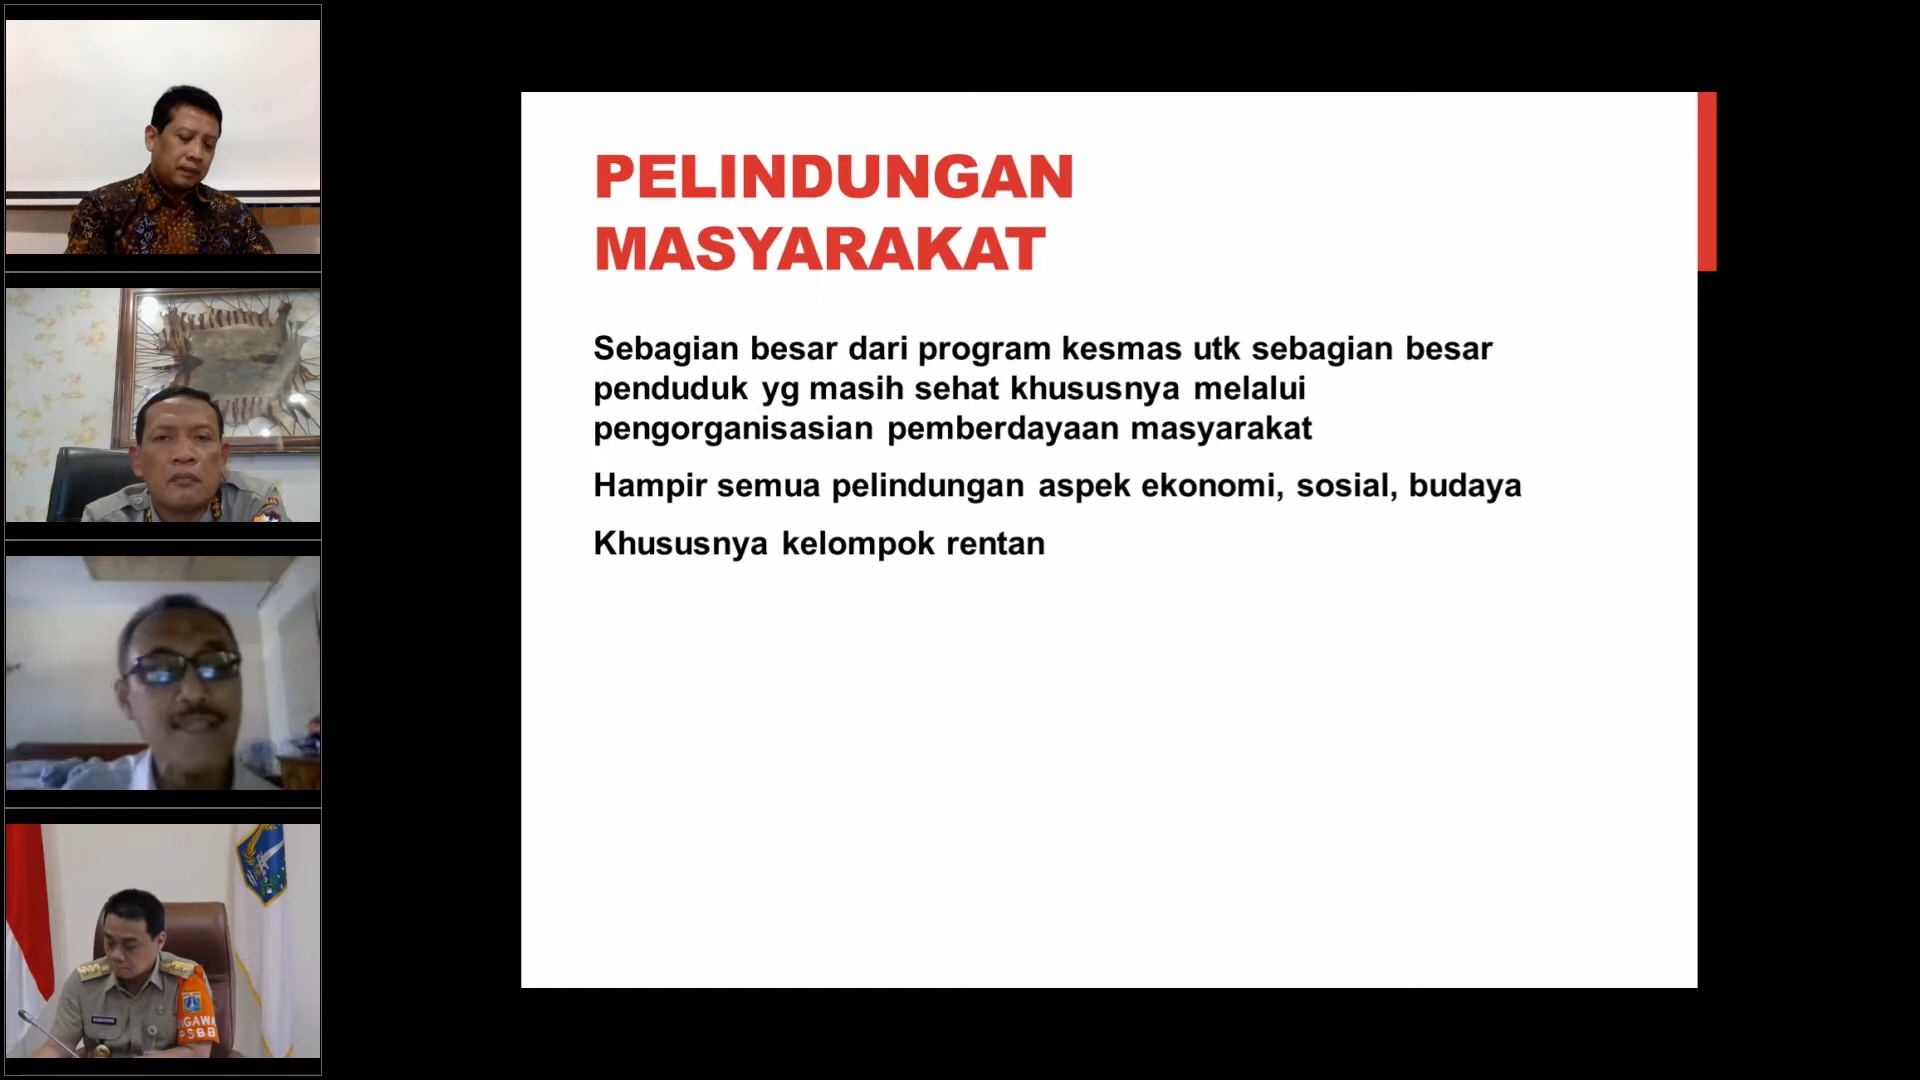 PELINDUNGAN
MASYARAKAT
Sebagian besar dari program kesmas utk sebagian besar
penduduk yg masih sehat khususnya melalui
pengorganisasian pemberdayaan masyarakat
Hampir semua pelindungan aspek ekonomi, sosial, budaya
Khususnya kelompok rentan
PSBB